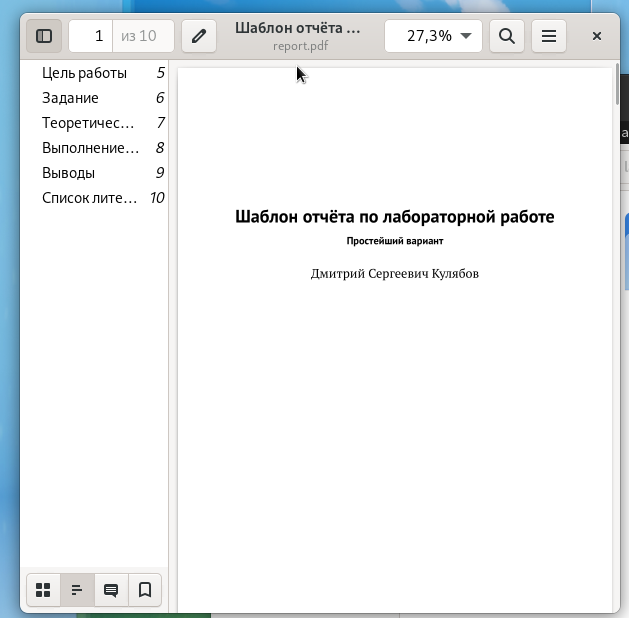 1 из 10
Шаблон отчёта ...
report.pdf
27,3%
Цель работы 5
Задание 6
Теоретичес... 7
Выполнение... 8
Выводы 9
Список лите... 10
Шаблон отчёта по лабораторной работе
Простейший вариант
Дмитрий Сергеевич Кулябов